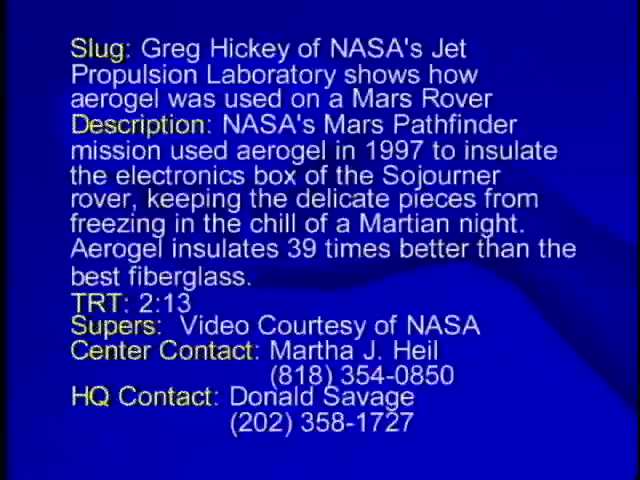 Slug: Greg Hickey of NASA's Jet
Propulsion Laboratory shows how
aerogel was used on a Mars Rover
Description: NASA's Mars Pathfinder
mission used aerogel in 1997 to insulate
the electronics box of the Sojourner
rover, keeping the delicate pieces from
freezing in the chill of a Martian night.
Aerogel insulates 39 times better than the
best fiberglass.
TRT: 2:13
Supers: Video Courtesy of NASA
Center Contact: Martha J. Heil
(818) 354-0850
HQ Contact: Donald Savage
(202) 358-1727